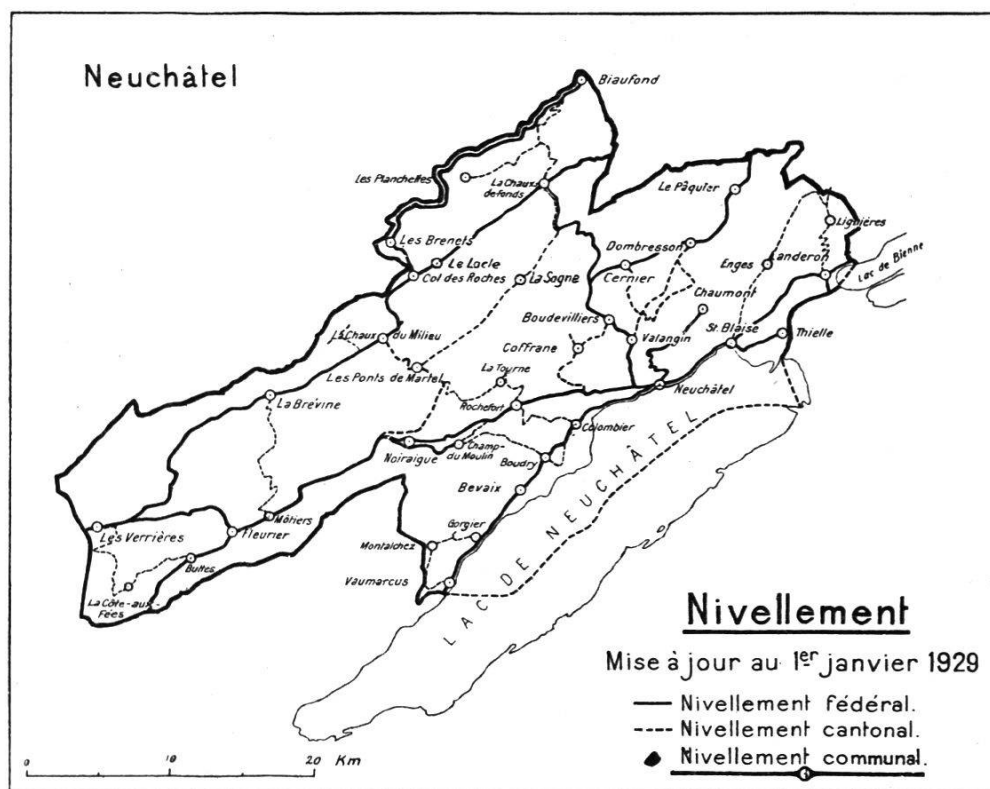 Neuchâtel
Biaufond
Les Planchettes
La Chaux
de fonds
Le Pâquier
Lignières
Les Brenets
Dombresson
Le Locle
Col des Roches
La Sagne
Cernier
Enges
Landeron
Lac de Bienne
Chaumont
Boudevilliers
La Chaux du Milieu
Coffrane
Valangin
St. Blaise
Thielle
Les Ponts de Martel
La Tourne
Neuchâtel
La Brévine
Rochefort
Colombier
Noiraigue
Champ-
du Moulin
Boudry
Bevaix
LAC DE NEUCHÂTEL
Môtiers
Les Verrières
Fleurier
Gorgier
Montalchez
Buttes
Vaumarcus
La Côte-aux-
Fées
Nivellement
Mise à jour au 1er janvier 1929
Nivellement fédéral.
Nivellement cantonal.
Nivellement communal.
0 10 20 Km